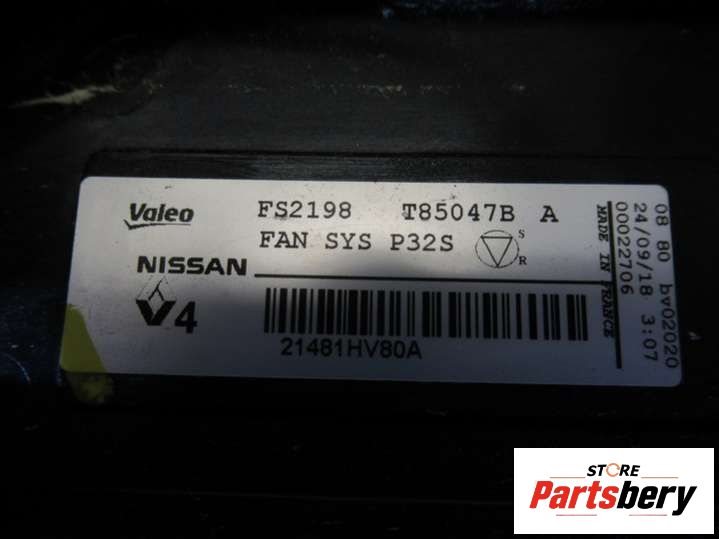 Valeo FS2198 T85047B A
FAN SYS P32S S R
NISSAN
V4
21481HV80A
MADE IN FRANCE
00022706
24/09/18 3:07
08 80 bv02020
STORE
Partsbery